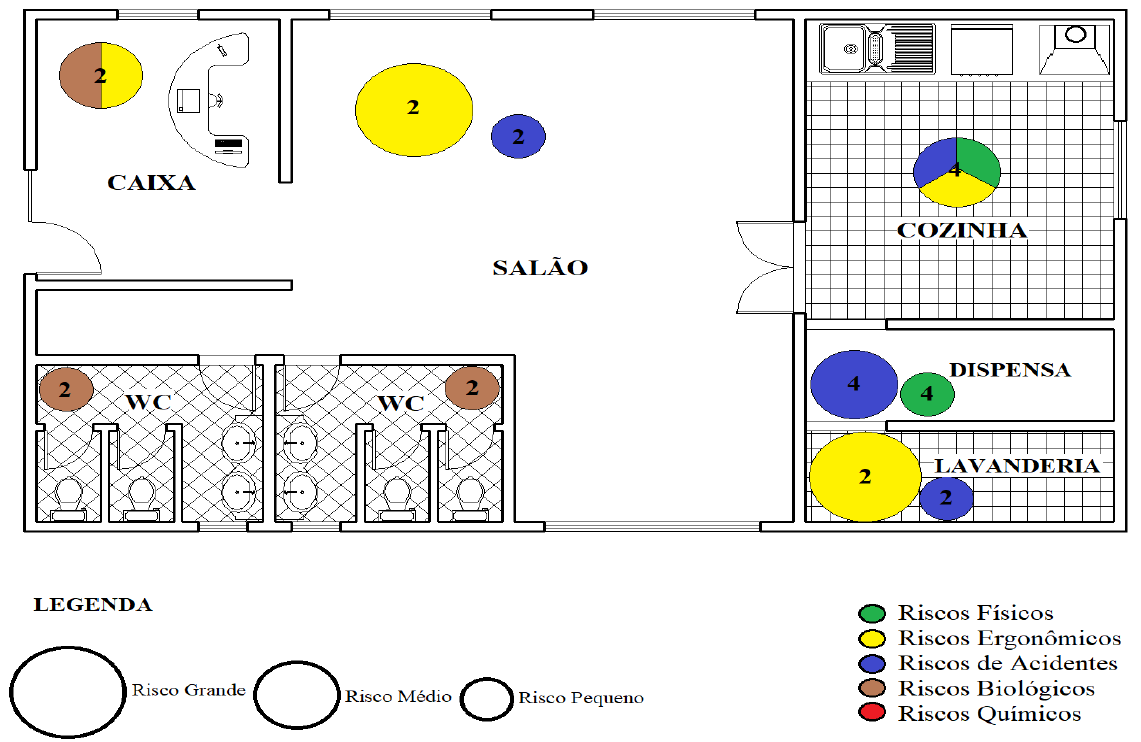 2
2
2
4
CAIXA
COZINHA
SALÃO
DISPENSA
4
4
2
WC
WC
2
LAVANDERIA
2
2
LEGENDA
Risco Grande
Risco Médio
Risco Pequeno
Riscos Físicos
Riscos Ergonômicos
Riscos de Acidentes
Riscos Biológicos
Riscos Químicos